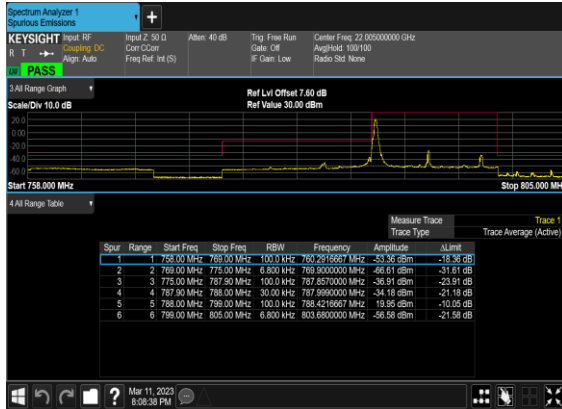 Spectrum Analyzer 1
Spurious Emissions
KEYSIGHT Input: RF Input Z: 50 Ω Atten: 40 dB Trig: Free Run Center Freq: 22.005000000 GHz
R T Coupling: DC Corr CCorr Gate: Off Avg|Hold: 100/100
Align: Auto Freq Ref: Int (S) IF Gain: Low Radio Std: None
PASS
3 All Range Graph
Ref Lvl Offset 7.60 dB
Scale/Div 10.0 dB Ref Value 30.00 dBm
20.0
0.00
-20.0
-40.0
-60.0
Start 758.000 MHz Stop 805.000 MHz
4 All Range Table
Measure Trace Trace 1
Trace Type Trace Average (Active)
Spur Range Start Freq Stop Freq RBW Frequency Amplitude ΔLimit
1 1 758.00 MHz 769.00 MHz 100.0 kHz 760.2916667 MHz -53.36 dBm -18.36 dB
2 2 769.00 MHz 775.00 MHz 6.800 kHz 769.9000000 MHz -66.61 dBm -31.61 dB
3 3 775.00 MHz 787.90 MHz 100.0 kHz 787.8570000 MHz -36.91 dBm -23.91 dB
4 4 787.90 MHz 788.00 MHz 30.00 kHz 787.9990000 MHz -34.18 dBm -21.18 dB
5 5 788.00 MHz 799.00 MHz 100.0 kHz 788.4216667 MHz 19.95 dBm -10.05 dB
6 6 799.00 MHz 805.00 MHz 6.800 kHz 803.6800000 MHz -56.58 dBm -21.58 dB
? Mar 11, 2023
8:08:38 PM